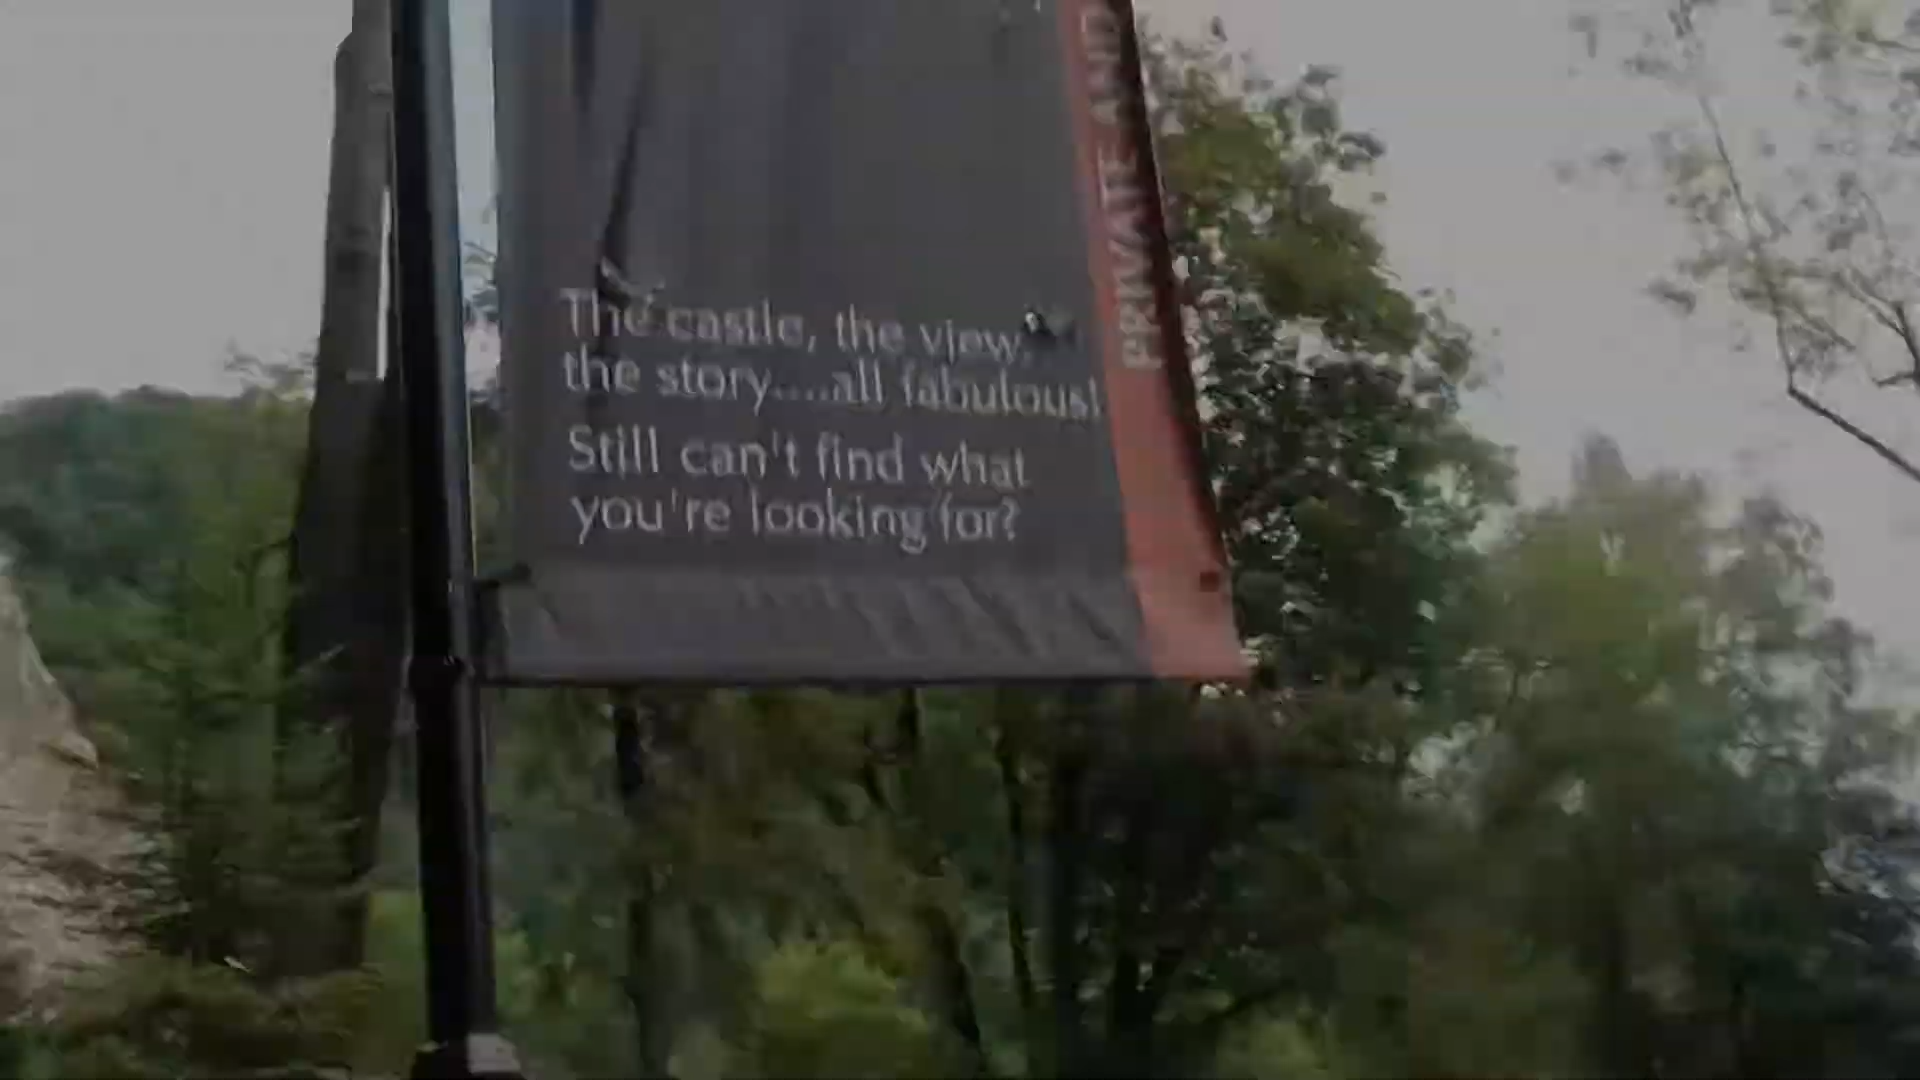 The castle, the view,
the story....all fabulous!
Still can't find what
you're looking for?
PRIVATE AND